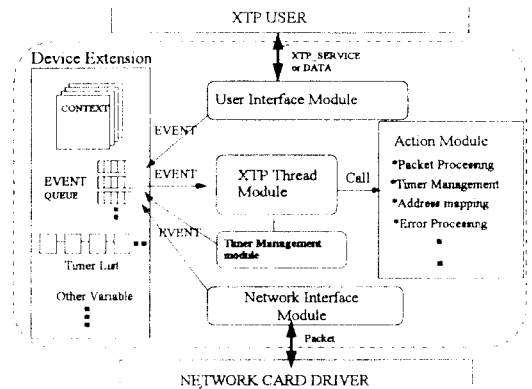 XTP USER
XTP_SERVICE
or DATA
Device Extension
CONTEXT
User Interface Module
EVENT
EVENT
QUEUE
EVENT
XTP Thread
Module
Call
Action Module
*Packet Processing
*Timer Management
*Address mapping
*Error Processing
EVENT
Timer Management
module
Timer List
Other Variable
Network Interface
Module
Packet
NETWORK CARD DRIVER